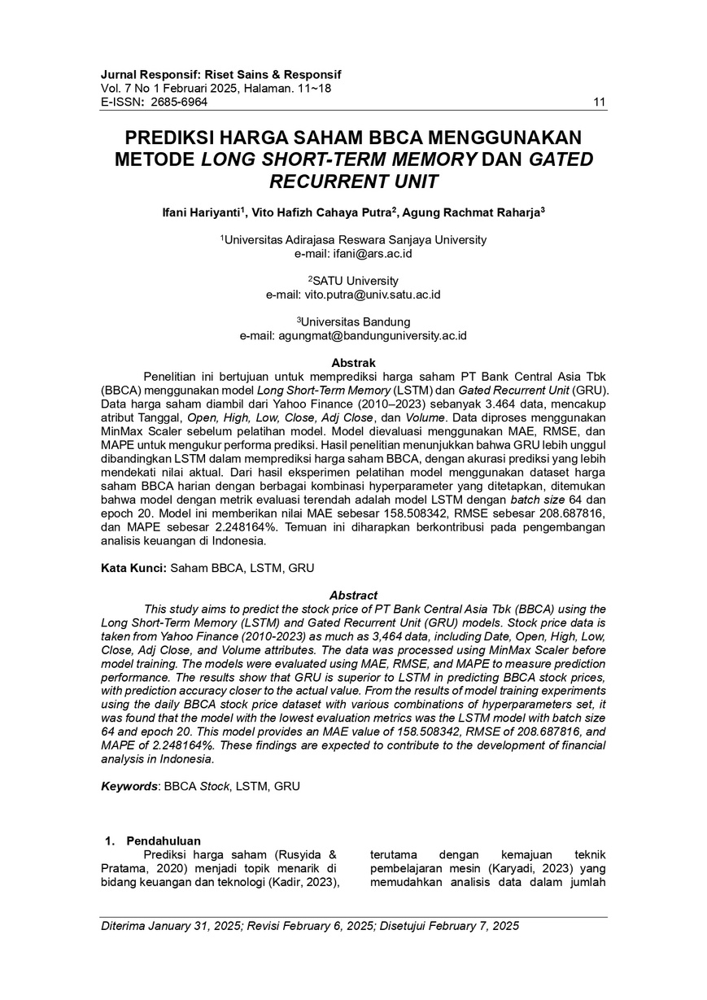 Jurnal Responsif: Riset Sains & Responsif
Vol. 7 No 1 Februari 2025, Halaman. 11~18
E-ISSN: 2685-6964 11
PREDIKSI HARGA SAHAM BBCA MENGGUNAKAN
METODE LONG SHORT-TERM MEMORY DAN GATED
RECURRENT UNIT
Ifani Hariyanti¹, Vito Hafizh Cahaya Putra², Agung Rachmat Raharja³
¹Universitas Adirajasa Reswara Sanjaya University
e-mail: ifani@ars.ac.id
²SATU University
e-mail: vito.putra@univ.satu.ac.id
³Universitas Bandung
e-mail: agungmat@bandunguniversity.ac.id
Abstrak
Penelitian ini bertujuan untuk memprediksi harga saham PT Bank Central Asia Tbk
(BBCA) menggunakan model Long Short-Term Memory (LSTM) dan Gated Recurrent Unit (GRU).
Data harga saham diambil dari Yahoo Finance (2010–2023) sebanyak 3.464 data, mencakup
atribut Tanggal, Open, High, Low, Close, Adj Close, dan Volume. Data diproses menggunakan
MinMax Scaler sebelum pelatihan model. Model dievaluasi menggunakan MAE, RMSE, dan
MAPE untuk mengukur performa prediksi. Hasil penelitian menunjukkan bahwa GRU lebih unggul
dibandingkan LSTM dalam memprediksi harga saham BBCA, dengan akurasi prediksi yang lebih
mendekati nilai aktual. Dari hasil eksperimen pelatihan model menggunakan dataset harga
saham BBCA harian dengan berbagai kombinasi hyperparameter yang ditetapkan, ditemukan
bahwa model dengan metrik evaluasi terendah adalah model LSTM dengan batch size 64 dan
epoch 20. Model ini memberikan nilai MAE sebesar 158.508342, RMSE sebesar 208.687816,
dan MAPE sebesar 2.248164%. Temuan ini diharapkan berkontribusi pada pengembangan
analisis keuangan di Indonesia.
Kata Kunci: Saham BBCA, LSTM, GRU
Abstract
This study aims to predict the stock price of PT Bank Central Asia Tbk (BBCA) using the
Long Short-Term Memory (LSTM) and Gated Recurrent Unit (GRU) models. Stock price data is
taken from Yahoo Finance (2010-2023) as much as 3,464 data, including Date, Open, High, Low,
Close, Adj Close, and Volume attributes. The data was processed using MinMax Scaler before
model training. The models were evaluated using MAE, RMSE, and MAPE to measure prediction
performance. The results show that GRU is superior to LSTM in predicting BBCA stock prices,
with prediction accuracy closer to the actual value. From the results of model training experiments
using the daily BBCA stock price dataset with various combinations of hyperparameters set, it
was found that the model with the lowest evaluation metrics was the LSTM model with batch size
64 and epoch 20. This model provides an MAE value of 158.508342, RMSE of 208.687816, and
MAPE of 2.248164%. These findings are expected to contribute to the development of financial
analysis in Indonesia.
Keywords: BBCA Stock, LSTM, GRU
1. Pendahuluan
Prediksi harga saham (Rusyida &
Pratama, 2020) menjadi topik menarik di
bidang keuangan dan teknologi (Kadir, 2023),
terutama dengan kemajuan teknik
pembelajaran mesin (Karyadi, 2023) yang
memudahkan analisis data dalam jumlah
Diterima January 31, 2025; Revisi February 6, 2025; Disetujui February 7, 2025